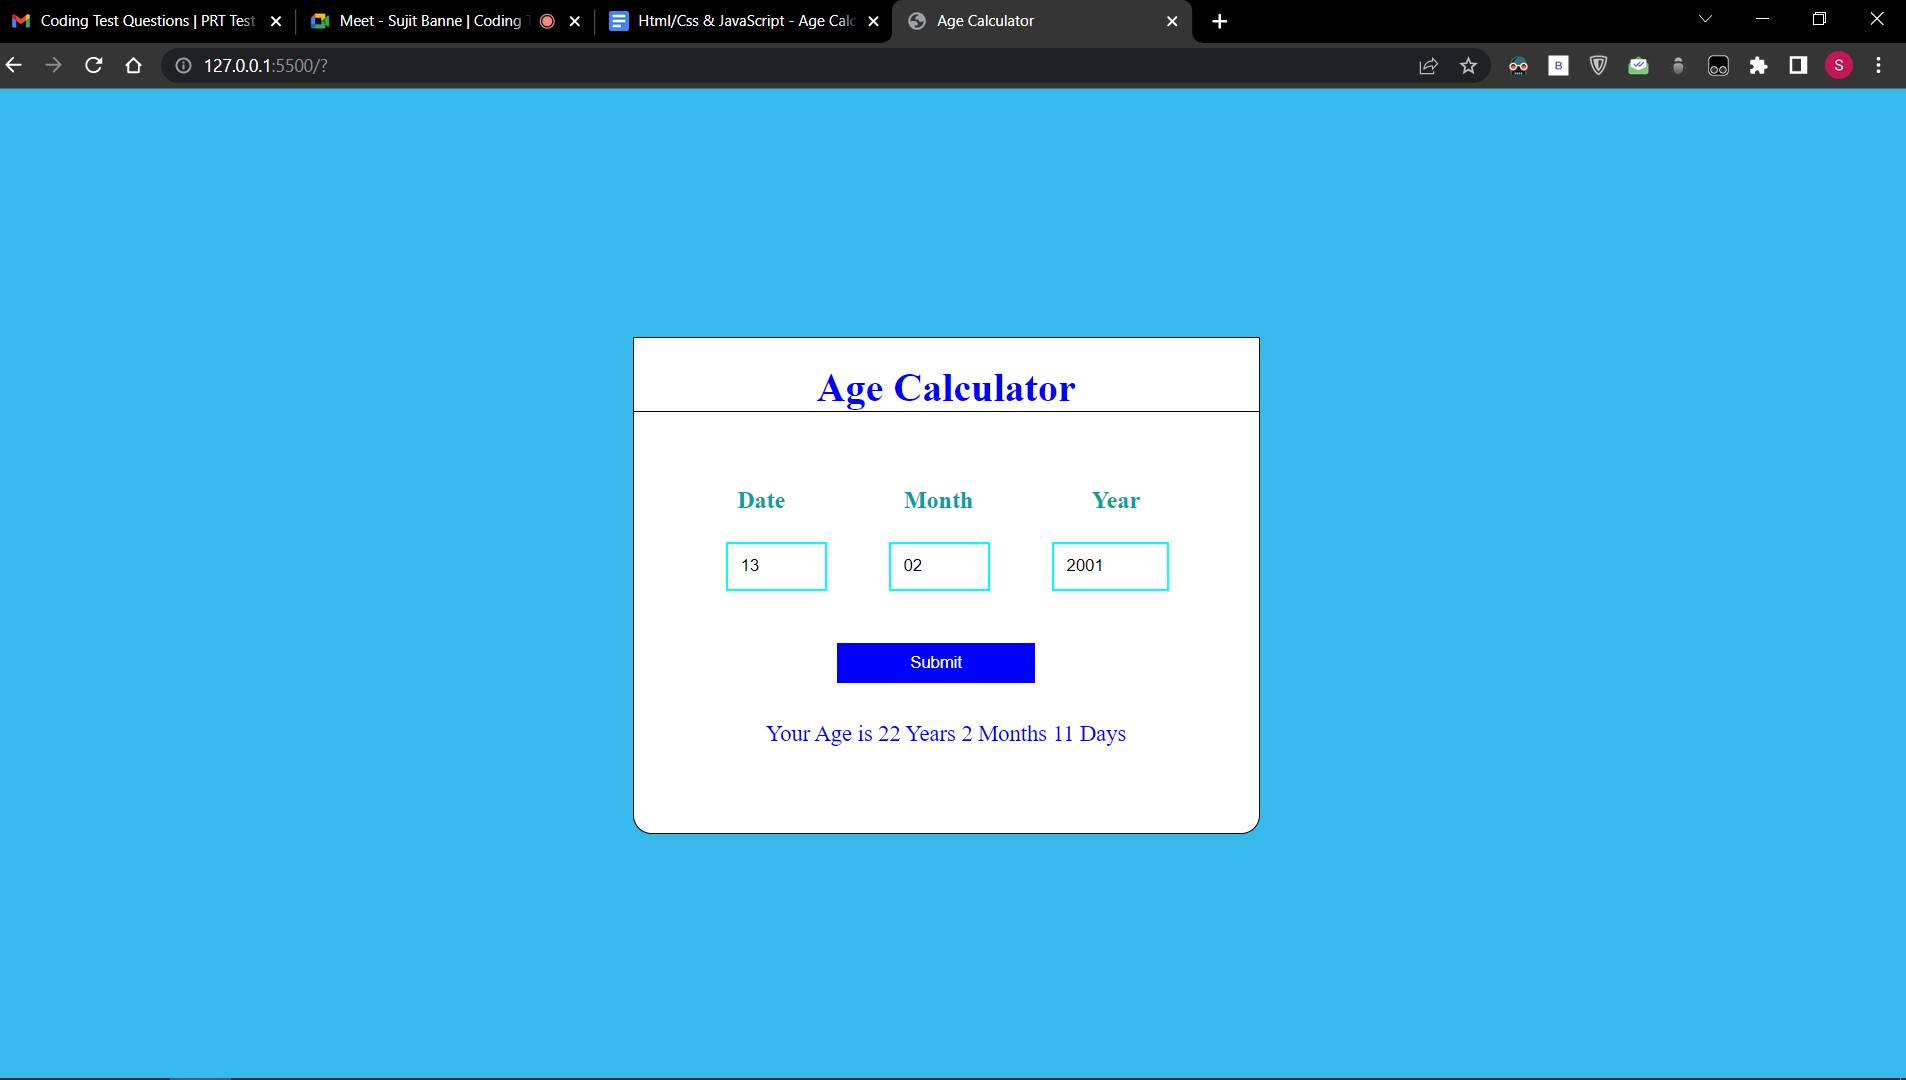 Coding Test Questions | PRT Test
Meet - Sujit Banne | Coding
Html/Css & JavaScript - Age Calc
Age Calculator
127.0.0.1:5500/?
B
S
Age Calculator
Date Month Year
13 02 2001
Submit
Your Age is 22 Years 2 Months 11 Days